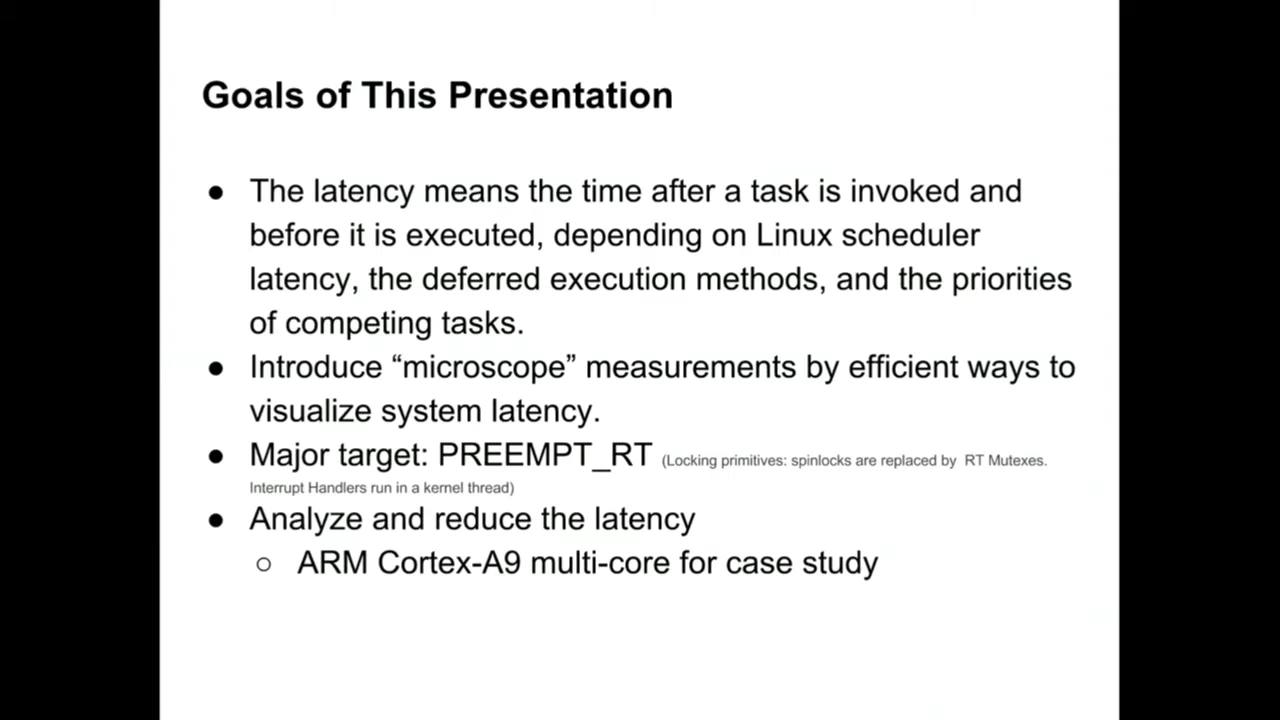 Goals of This Presentation
● The latency means the time after a task is invoked and
before it is executed, depending on Linux scheduler
latency, the deferred execution methods, and the priorities
of competing tasks.
● Introduce “microscope” measurements by efficient ways to
visualize system latency.
● Major target: PREEMPT_RT (Locking primitives: spinlocks are replaced by RT Mutexes.
Interrupt Handlers run in a kernel thread)
● Analyze and reduce the latency
○ ARM Cortex-A9 multi-core for case study